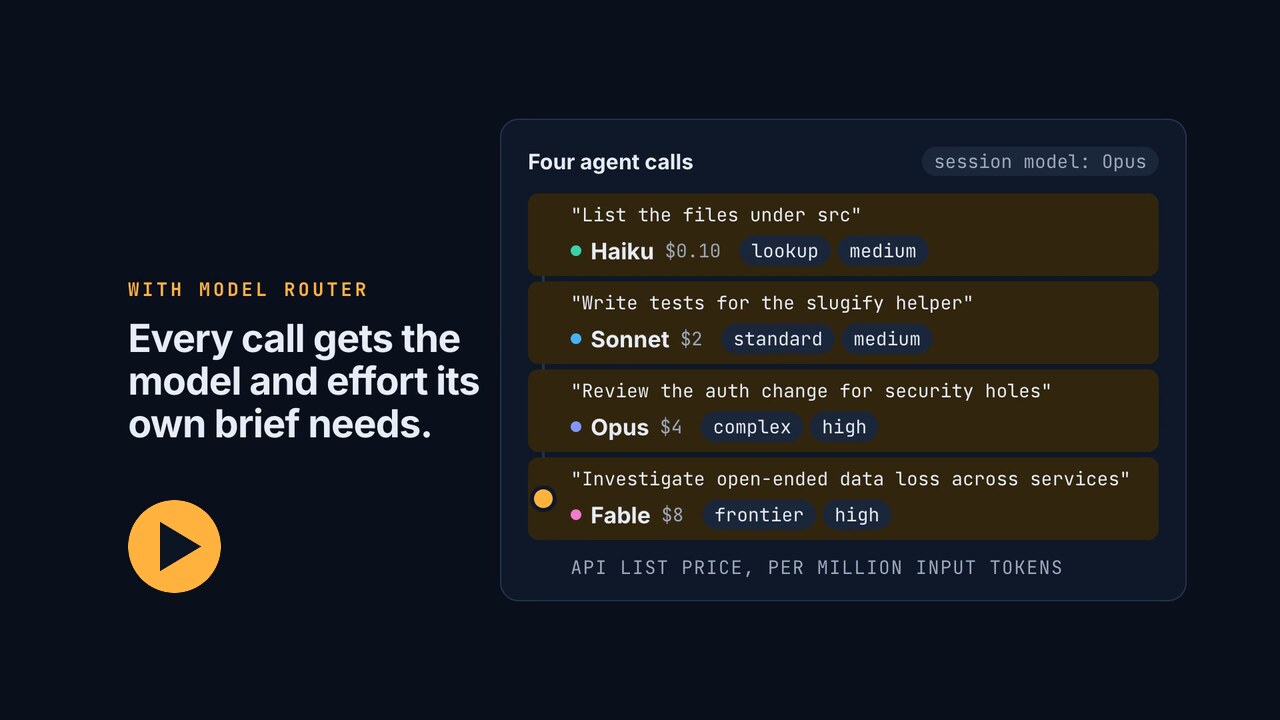 WITH MODEL ROUTER
Every call gets the
model and effort its
own brief needs.
Four agent calls
session model: Opus
"List the files under src"
Haiku $0.10 lookup medium
"Write tests for the slugify helper"
Sonnet $2 standard medium
"Review the auth change for security holes"
Opus $4 complex high
"Investigate open-ended data loss across services"
Fable $8 frontier high
API LIST PRICE, PER MILLION INPUT TOKENS